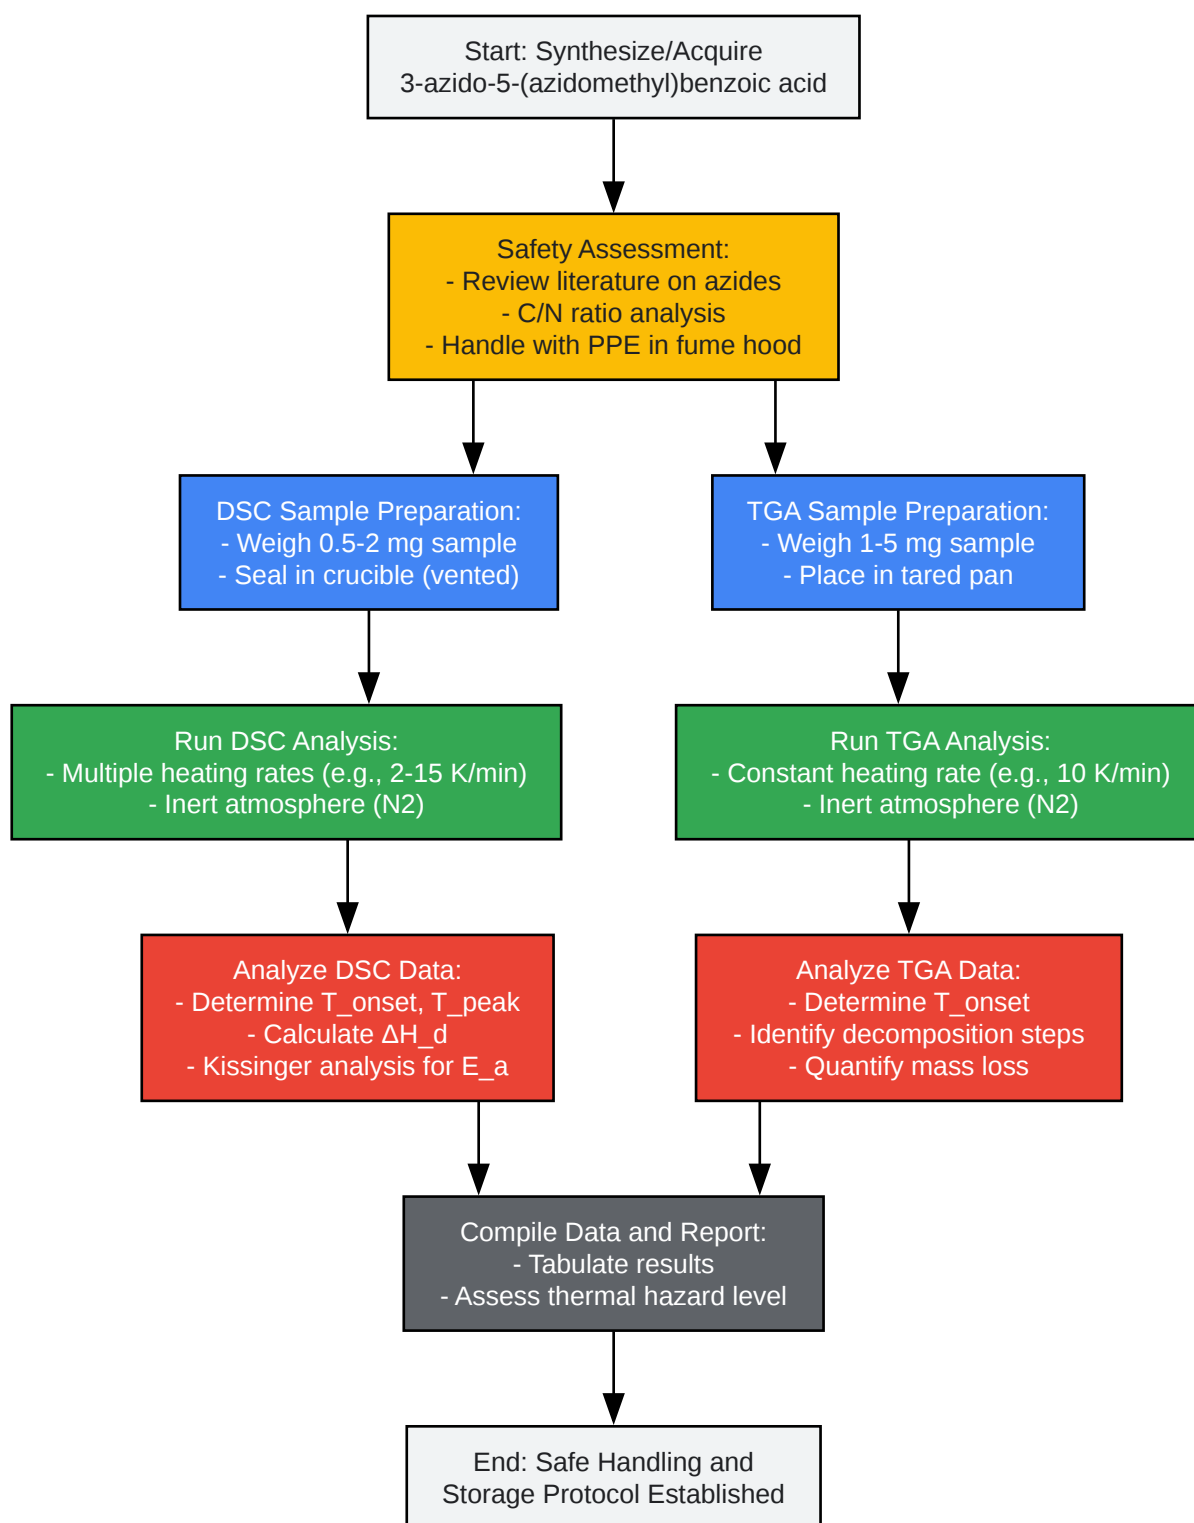 Start: Synthesize/Acquire
3-azido-5-(azidomethyl)benzoic acid
Safety Assessment:
- Review literature on azides
- C/N ratio analysis
- Handle with PPE in fume hood
DSC Sample Preparation:
- Weigh 0.5-2 mg sample
- Seal in crucible (vented)
TGA Sample Preparation:
- Weigh 1-5 mg sample
- Place in tared pan
Run DSC Analysis:
- Multiple heating rates (e.g., 2-15 K/min)
- Inert atmosphere (N2)
Run TGA Analysis:
- Constant heating rate (e.g., 10 K/min)
- Inert atmosphere (N2)
Analyze DSC Data:
- Determine T_onset, T_peak
- Calculate ΔH_d
- Kissinger analysis for E_a
Analyze TGA Data:
- Determine T_onset
- Identify decomposition steps
- Quantify mass loss
Compile Data and Report:
- Tabulate results
- Assess thermal hazard level
End: Safe Handling and
Storage Protocol Established